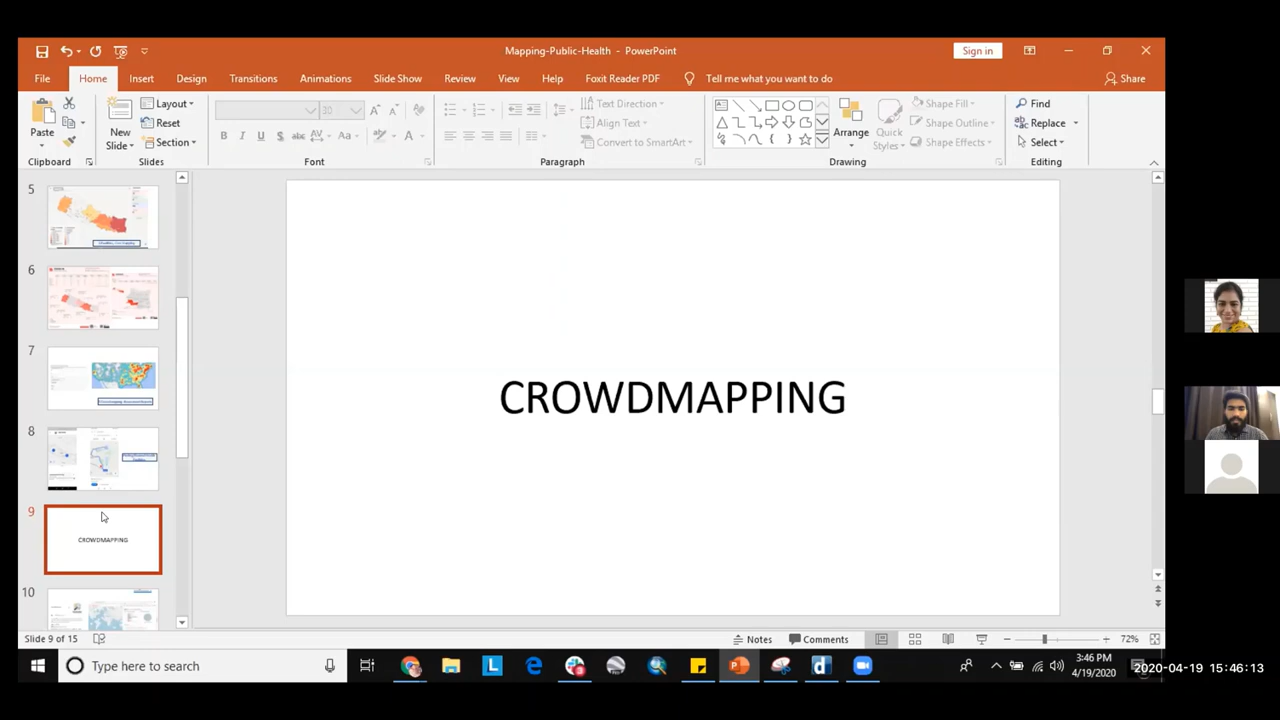 Mapping-Public-Health - PowerPoint
Sign in
File Home Insert Design Transitions Animations Slide Show Review View Help Foxit Reader PDF Tell me what you want to do Share
Paste
New Slide
Layout
Reset
Section
30
B I U S abc AV Aa A
Text Direction
Align Text
Convert to SmartArt
Arrange
Quick Styles
Shape Fill
Shape Outline
Shape Effects
Find
Replace
Select
Clipboard Slides Font Paragraph Drawing Editing
5
6
7
8
9
CROWDMAPPING
10
CROWDMAPPING
Slide 9 of 15
Notes Comments 72%
Type here to search
3:46 PM
4/19/2020
2020-04-19 15:46:13